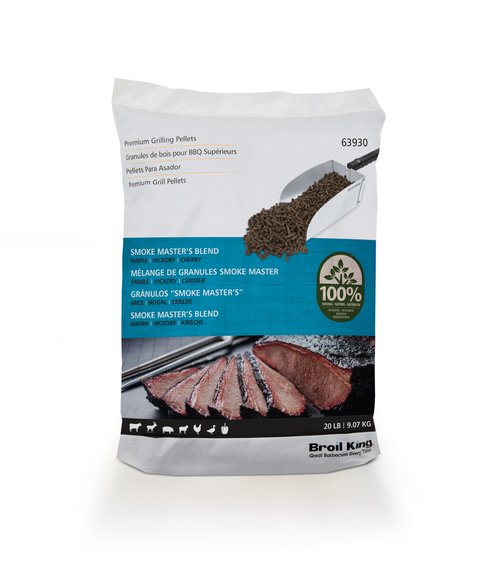 Premium Grilling Pellets
63930
Granules de bois pour BBQ Supérieurs
Pellets Para Asador
Premium Grill Pellets
SMOKE MASTER'S BLEND
MAPLE | HICKORY | CHERRY
MÉLANGE DE GRANULES SMOKE MASTER
ÉRABLE | HICKORY | CERISIER
GRÁNULOS "SMOKE MASTER'S"
ARCE | NOGAL | CEREZO
SMOKE MASTER'S BLEND
AHORN | HICKORY | KIRSCHE
100%
20 LB | 9.07 KG
Broil King
Great Barbecues Every Time